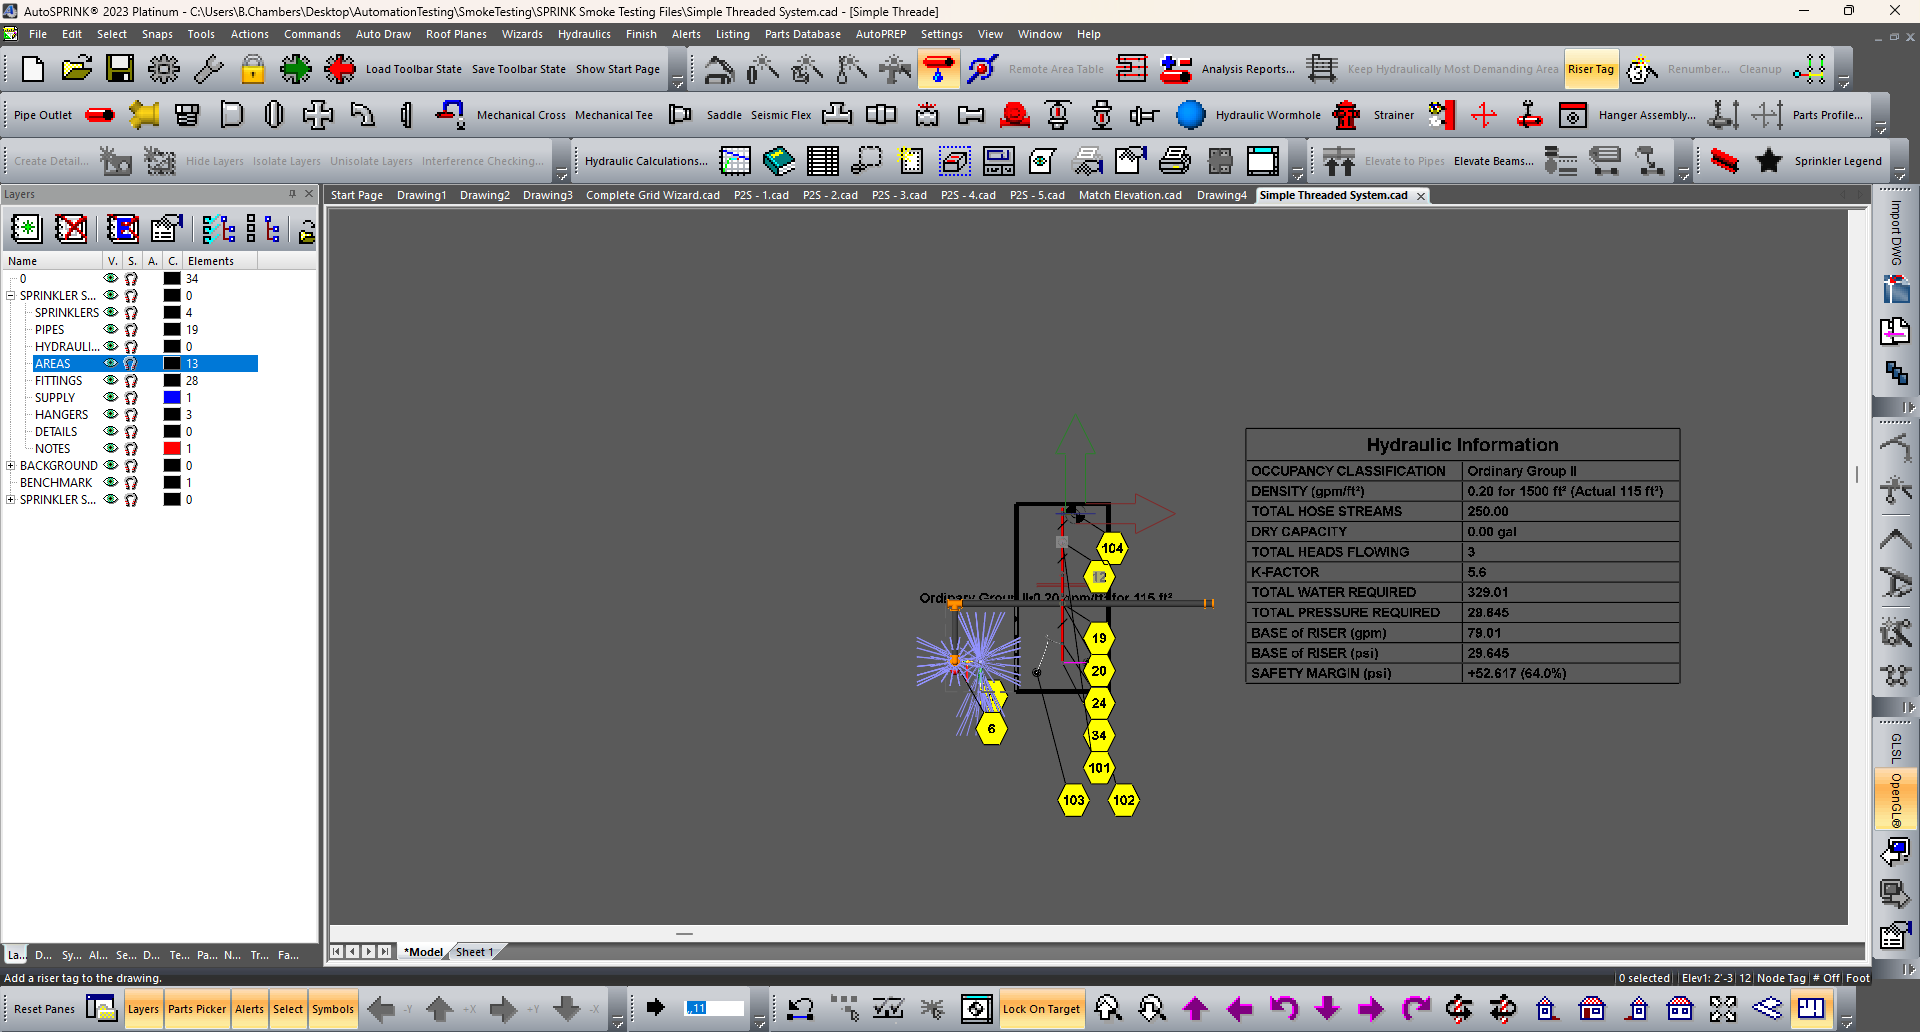 AutoSPRINK® 2023 Platinum - C:\Users\B.Chambers\Desktop\AutomationTesting\SmokeTesting\SPRINK Smoke Testing Files\Simple Threaded System.cad - [Simple Threade]
File Edit Select Snaps Tools Actions Commands Auto Draw Roof Planes Wizards Hydraulics Finish Alerts Listing Parts Database AutoPREP Settings View Window Help
Load Toolbar State Save Toolbar State Show Start Page Remote Area Table Analysis Reports... Keep Hydraulically Most Demanding Area Riser Tag Renumber... Cleanup
Pipe Outlet Mechanical Cross Mechanical Tee Saddle Seismic Flex Hydraulic Wormhole Strainer Hanger Assembly... Parts Profile...
Create Detail... Hide Layers Isolate Layers Unisolate Layers Interference Checking... Hydraulic Calculations... Elevate to Pipes Elevate Beams... Sprinkler Legend
Layers
Start Page Drawing1 Drawing2 Drawing3 Complete Grid Wizard.cad P2S - 1.cad P2S - 2.cad P2S - 3.cad P2S - 4.cad P2S - 5.cad Match Elevation.cad Drawing4 Simple Threaded System.cad
Name V. S. A. C. Elements
0 34
SPRINKLER S... 0
SPRINKLERS 4
PIPES 19
HYDRAULI... 0
AREAS 13
FITTINGS 28
SUPPLY 1
HANGERS 3
DETAILS 0
NOTES 1
BACKGROUND 0
BENCHMARK 1
SPRINKLER S... 0
Import DWG
GLSL
OpenGL®
Hydraulic Information
OCCUPANCY CLASSIFICATION Ordinary Group II
DENSITY (gpm/ft²) 0.20 for 1500 ft² (Actual 115 ft²)
TOTAL HOSE STREAMS 250.00
DRY CAPACITY 0.00 gal
TOTAL HEADS FLOWING 3
K-FACTOR 5.6
TOTAL WATER REQUIRED 329.01
TOTAL PRESSURE REQUIRED 29.645
BASE of RISER (gpm) 79.01
BASE of RISER (psi) 29.645
SAFETY MARGIN (psi) +52.617 (64.0%)
104
12
Ordinary Group II 0.20 gpm/ft² for 115 ft²
19
20
24
6
34
101
103 102
*Model Sheet 1
La... D... Sy... Al... Se... D... Te... Pa... N... Tr... Fa...
Add a riser tag to the drawing.
0 selected Elev1: 2'-3 12 Node Tag # Off Foot
Reset Panes Layers Parts Picker Alerts Select Symbols -Y +X +Y -X ,,11 Lock On Target